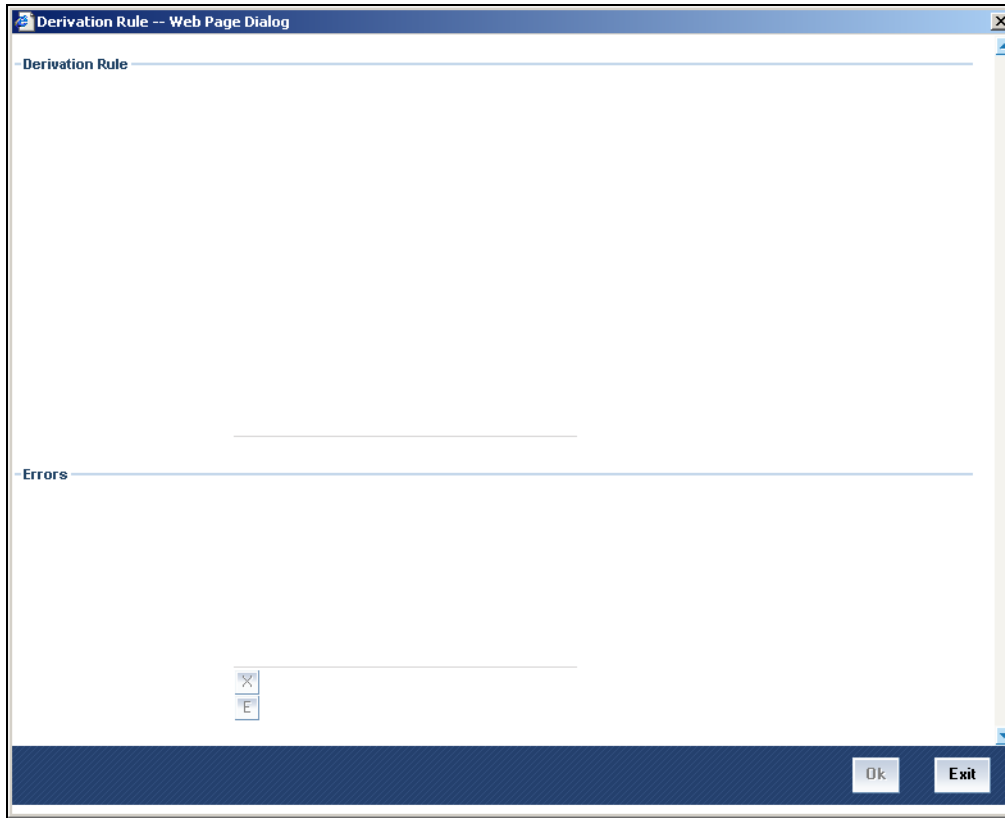 Derivation Rule -- Web Page Dialog
Derivation Rule
Errors
X
E
Ok
Exit